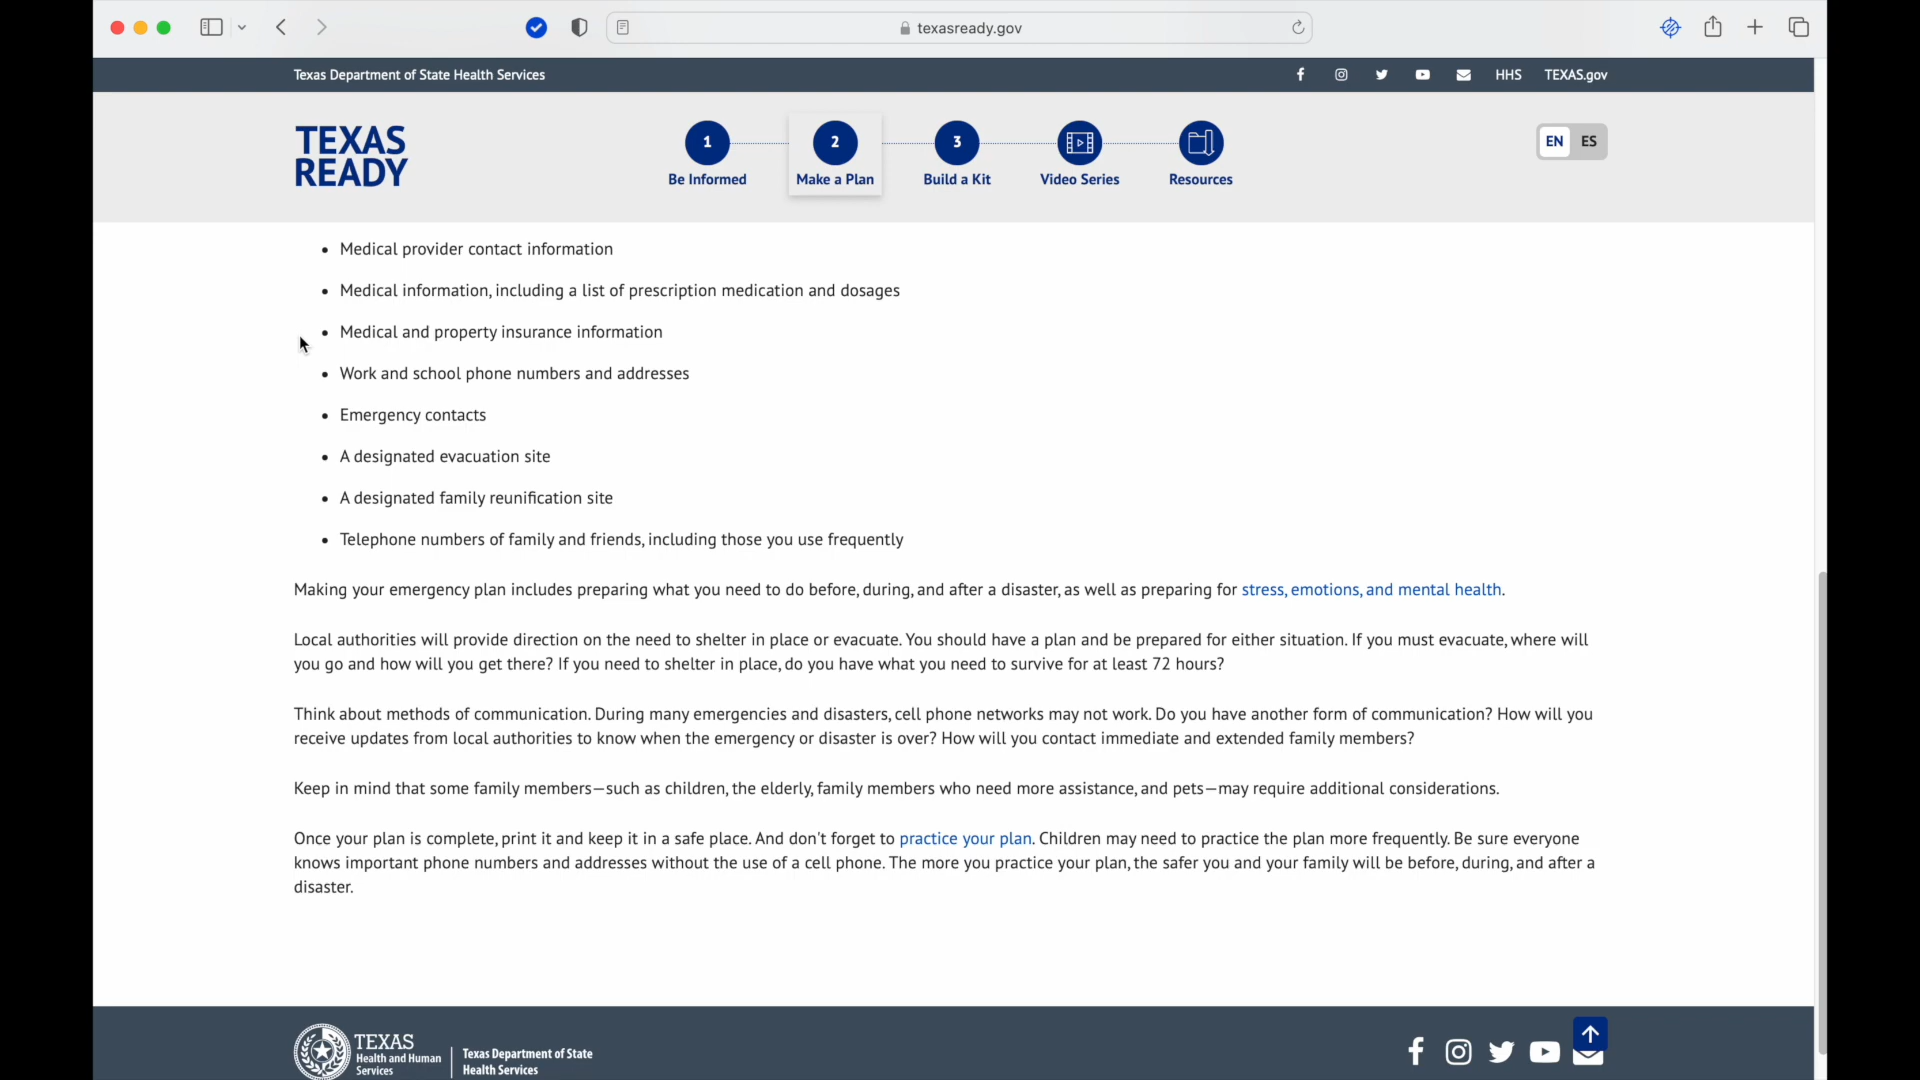 texasready.gov
Texas Department of State Health Services
HHS
TEXAS.gov
TEXAS
READY
1
Be Informed
2
Make a Plan
3
Build a Kit
Video Series
Resources
EN
ES
• Medical provider contact information
• Medical information, including a list of prescription medication and dosages
• Medical and property insurance information
• Work and school phone numbers and addresses
• Emergency contacts
• A designated evacuation site
• A designated family reunification site
• Telephone numbers of family and friends, including those you use frequently
Making your emergency plan includes preparing what you need to do before, during, and after a disaster, as well as preparing for stress, emotions, and mental health.
Local authorities will provide direction on the need to shelter in place or evacuate. You should have a plan and be prepared for either situation. If you must evacuate, where will
you go and how will you get there? If you need to shelter in place, do you have what you need to survive for at least 72 hours?
Think about methods of communication. During many emergencies and disasters, cell phone networks may not work. Do you have another form of communication? How will you
receive updates from local authorities to know when the emergency or disaster is over? How will you contact immediate and extended family members?
Keep in mind that some family members—such as children, the elderly, family members who need more assistance, and pets—may require additional considerations.
Once your plan is complete, print it and keep it in a safe place. And don't forget to practice your plan. Children may need to practice the plan more frequently. Be sure everyone
knows important phone numbers and addresses without the use of a cell phone. The more you practice your plan, the safer you and your family will be before, during, and after a
disaster.
TEXAS
Health and Human
Services
Texas Department of State
Health Services